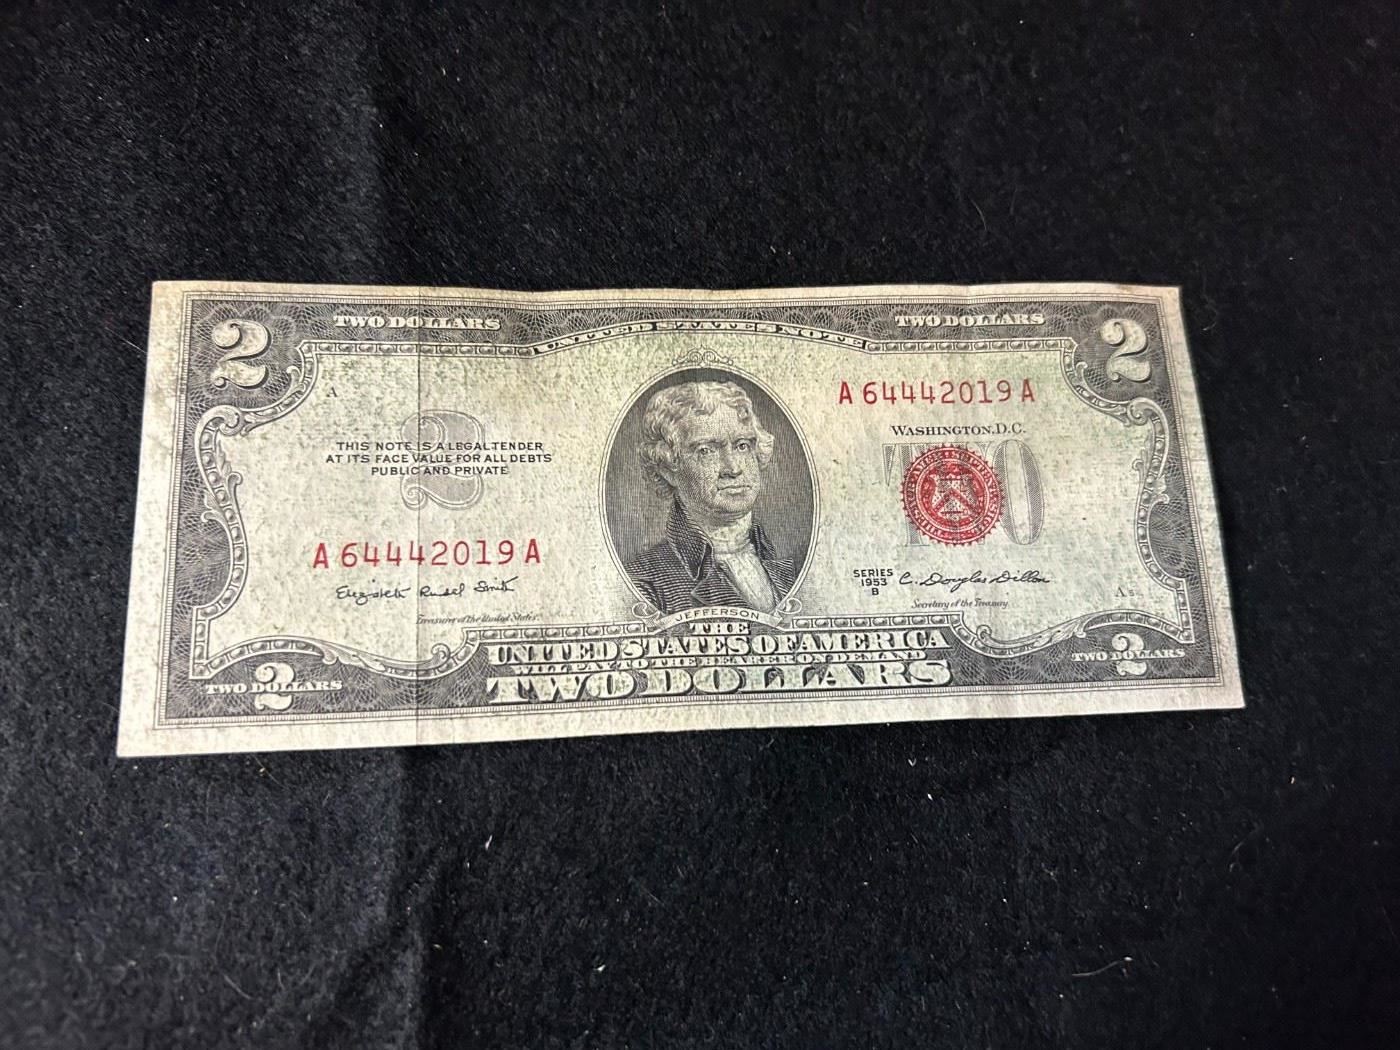 2 TWO DOLLARS UNITED STATES NOTE TWO DOLLARS 2
A
A 64442019 A
WASHINGTON, D.C.
2
THIS NOTE IS A LEGAL TENDER
AT ITS FACE VALUE FOR ALL DEBTS
PUBLIC AND PRIVATE
TWO
A 64442019 A
Elizabeth Rudel Smith
Treasurer of the United States.
SERIES
1953
B
C. Douglas Dillon
Secretary of the Treasury
JEFFERSON
THE
UNITED STATES OF AMERICA
WILL PAY TO THE BEARER ON DEMAND
TWO DOLLARS
TWO DOLLARS 2
TWO DOLLARS 2